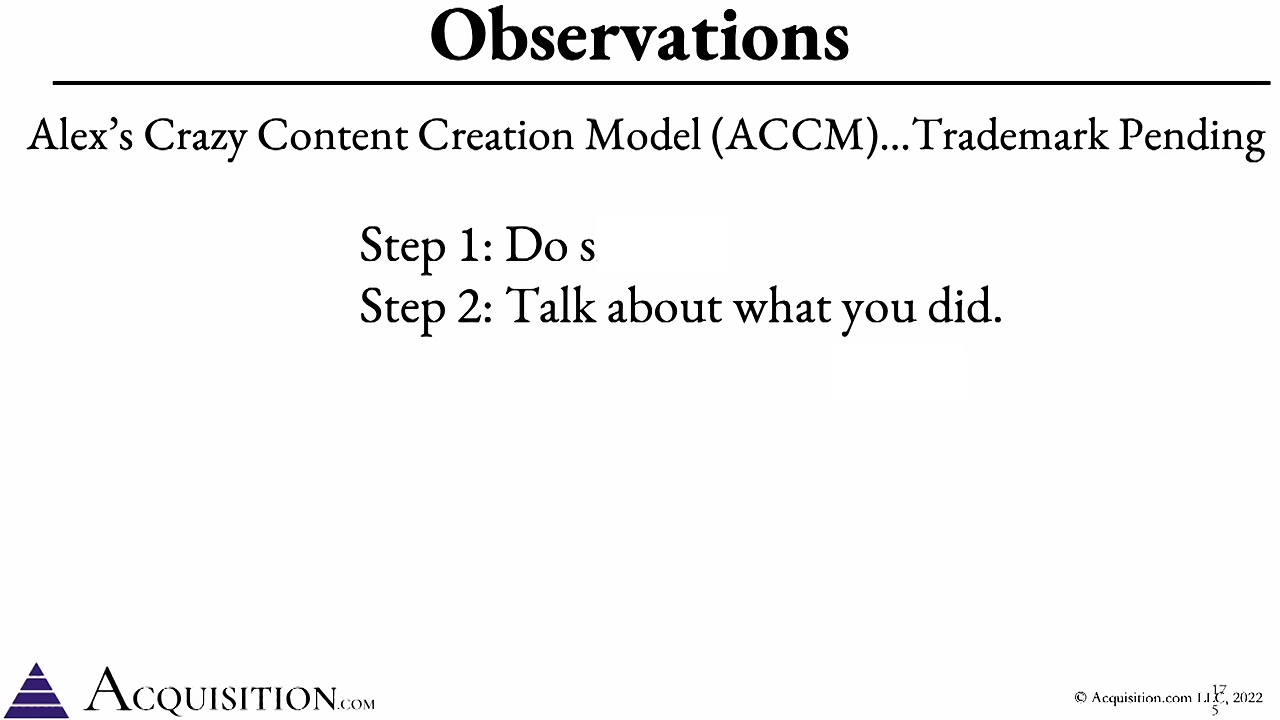 Observations
Alex’s Crazy Content Creation Model (ACCM)...Trademark Pending
Step 1: Do s
Step 2: Talk about what you did.
ACQUISITION.COM
© Acquisition.com LLC, 2022
175